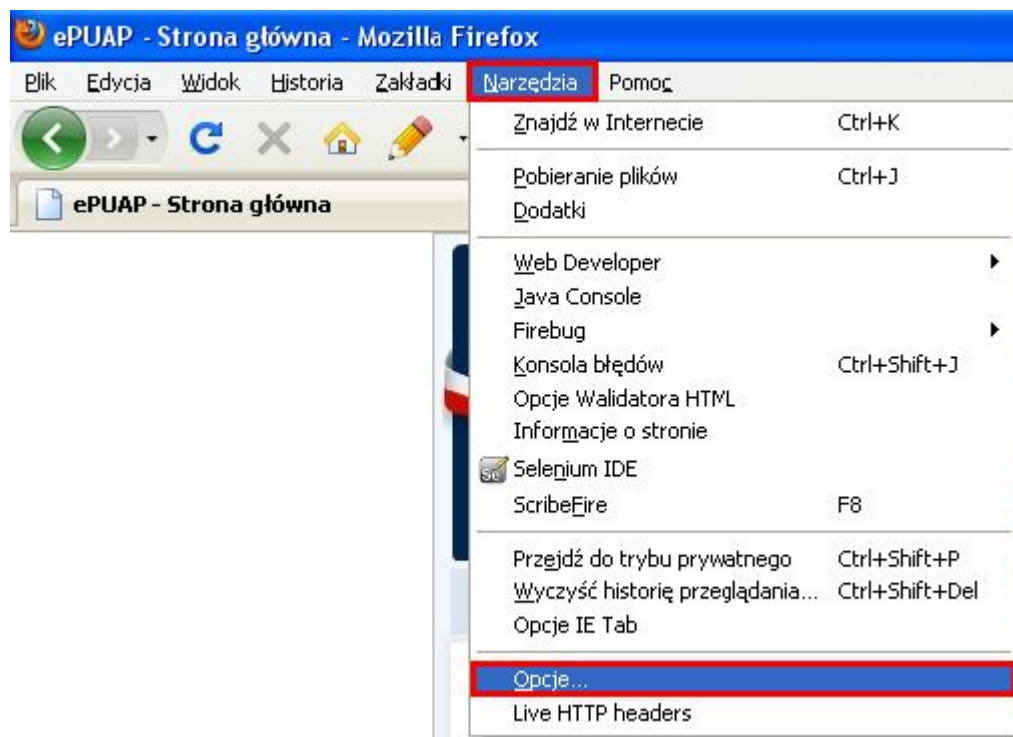 ePUAP - Strona główna - Mozilla Firefox
Plik Edycja Widok Historia Zakładki Narzędzia Pomoc
Znajdź w Internecie Ctrl+K
Pobieranie plików Ctrl+J
ePUAP - Strona główna
Dodatki
Web Developer
Java Console
Firebug
Konsola błędów Ctrl+Shift+J
Opcje Walidatora HTML
Informacje o stronie
Selenium IDE
ScribeFire F8
Przejdź do trybu prywatnego Ctrl+Shift+P
Wyczyść historię przeglądania... Ctrl+Shift+Del
Opcje IE Tab
Opcje...
Live HTTP headers